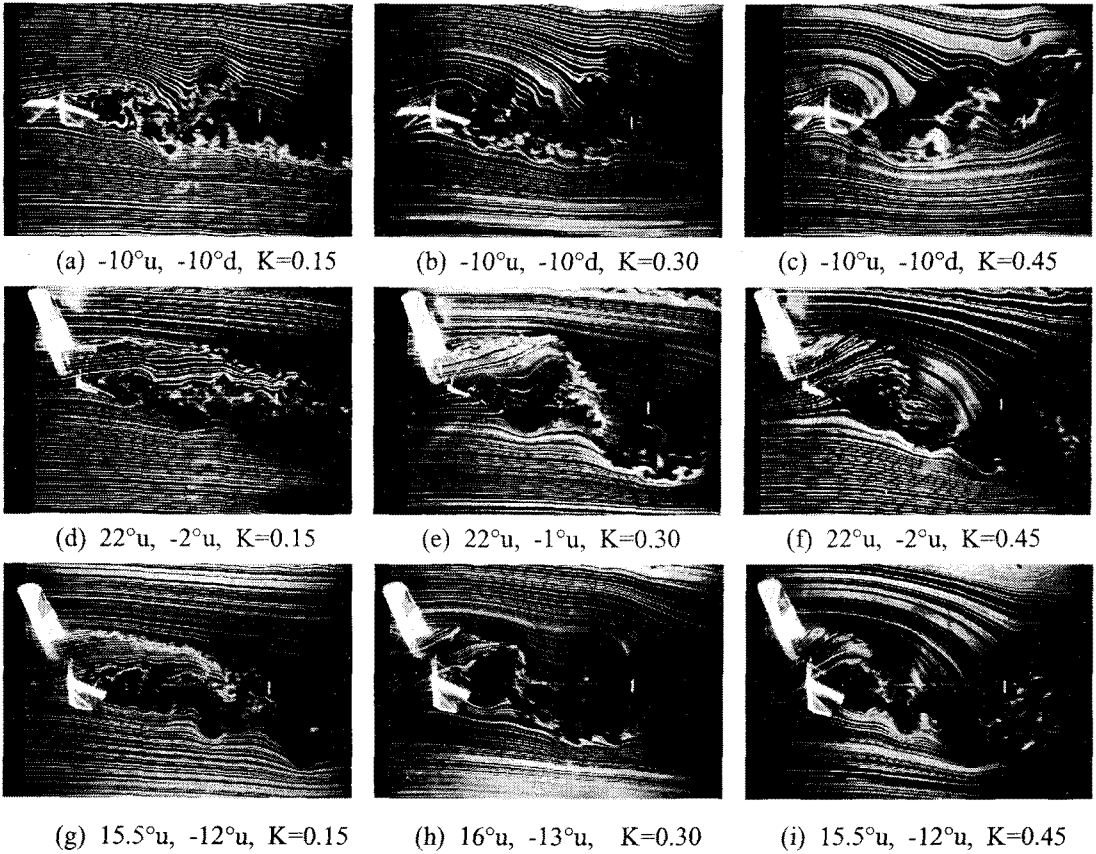 (a) -10°u, -10°d, K=0.15
(b) -10°u, -10°d, K=0.30
(c) -10°u, -10°d, K=0.45
(d) 22°u, -2°u, K=0.15
(e) 22°u, -1°u, K=0.30
(f) 22°u, -2°u, K=0.45
(g) 15.5°u, -12°u, K=0.15
(h) 16°u, -13°u, K=0.30
(i) 15.5°u, -12°u, K=0.45